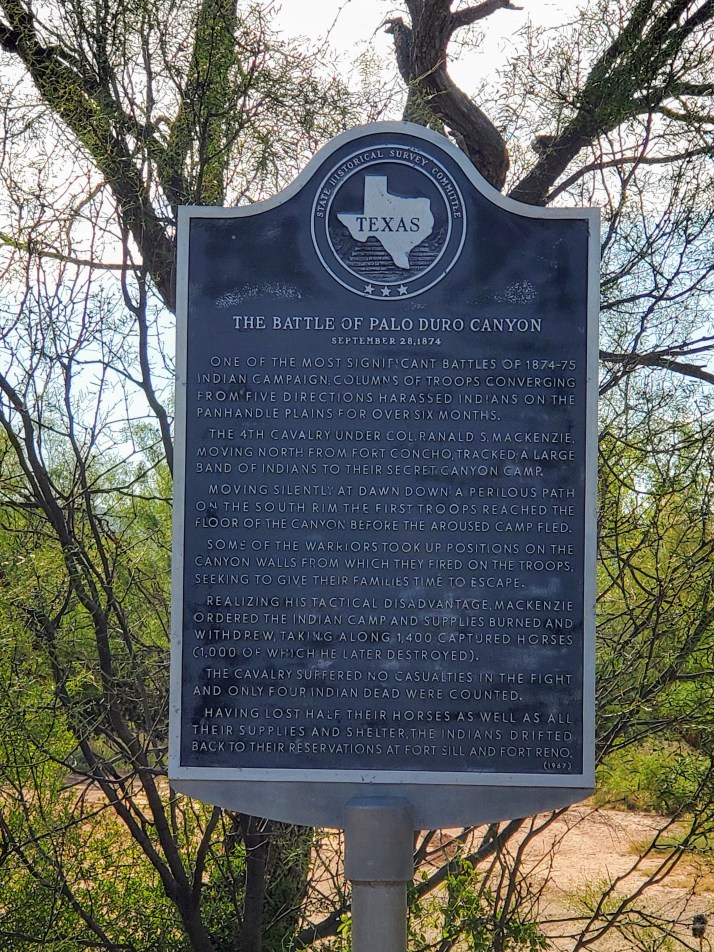 STATE HISTORICAL SURVEY COMMITTEE
TEXAS
THE BATTLE OF PALO DURO CANYON
SEPTEMBER 28, 1874
ONE OF THE MOST SIGNIFICANT BATTLES OF 1874-75
INDIAN CAMPAIGN. COLUMNS OF TROOPS CONVERGING
FROM FIVE DIRECTIONS HARASSED INDIANS ON THE
PANHANDLE PLAINS FOR OVER SIX MONTHS.
THE 4TH CAVALRY UNDER COL. RANALD S. MACKENZIE,
MOVING NORTH FROM FORT CONCHO, TRACKED A LARGE
BAND OF INDIANS TO THEIR SECRET CANYON CAMP.
MOVING SILENTLY AT DAWN DOWN A PERILOUS PATH
ON THE SOUTH RIM THE FIRST TROOPS REACHED THE
FLOOR OF THE CANYON BEFORE THE AROUSED CAMP FLED.
SOME OF THE WARRIORS TOOK UP POSITIONS ON THE
CANYON WALLS FROM WHICH THEY FIRED ON THE TROOPS,
SEEKING TO GIVE THEIR FAMILIES TIME TO ESCAPE.
REALIZING HIS TACTICAL DISADVANTAGE, MACKENZIE
ORDERED THE INDIAN CAMP AND SUPPLIES BURNED AND
WITHDREW, TAKING ALONG 1,400 CAPTURED HORSES
(1,000 OF WHICH HE LATER DESTROYED).
THE CAVALRY SUFFERED NO CASUALTIES IN THE FIGHT
AND ONLY FOUR INDIAN DEAD WERE COUNTED.
HAVING LOST HALF THEIR HORSES AS WELL AS ALL
THEIR SUPPLIES AND SHELTER, THE INDIANS DRIFTED
BACK TO THEIR RESERVATIONS AT FORT SILL AND FORT RENO.
(1967)